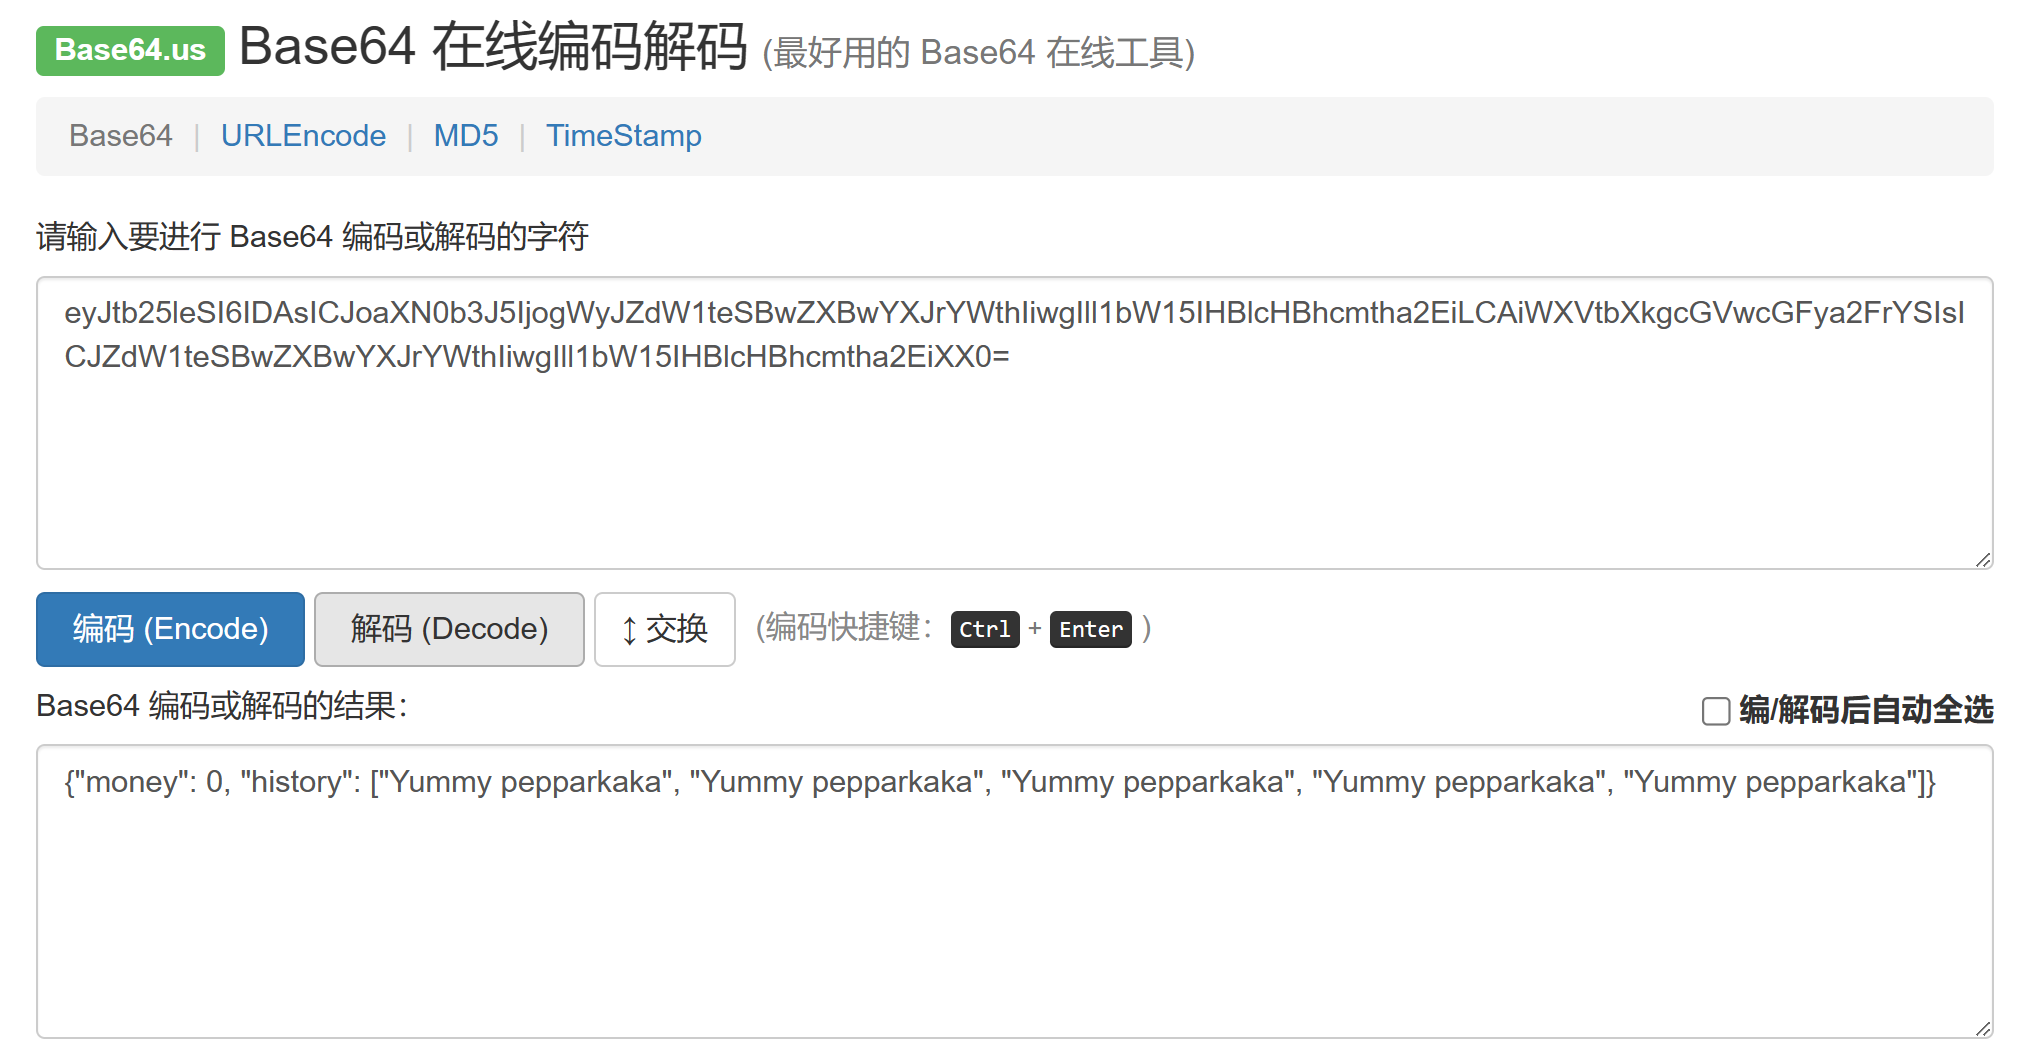 Base64.us Base64 在线编码解码 (最好用的 Base64 在线工具)
Base64 | URLEncode | MD5 | TimeStamp
请输入要进行 Base64 编码或解码的字符
eyJtb25leSI6IDAsICJoaXN0b3J5IjogWyJZdW1teSBwZXBwYXJrYWthIiwgIll1bW15IHBlcHBhcmtha2EiLCAiWXVtbXkgcGVwcGFya2FrYSIsI
CJZdW1teSBwZXBwYXJrYWthIiwgIll1bW15IHBlcHBhcmtha2EiXX0=
编码 (Encode) 解码 (Decode) ↕ 交换 (编码快捷键： Ctrl + Enter )
Base64 编码或解码的结果： 编/解码后自动全选
{"money": 0, "history": ["Yummy pepparkaka", "Yummy pepparkaka", "Yummy pepparkaka", "Yummy pepparkaka", "Yummy pepparkaka"]}